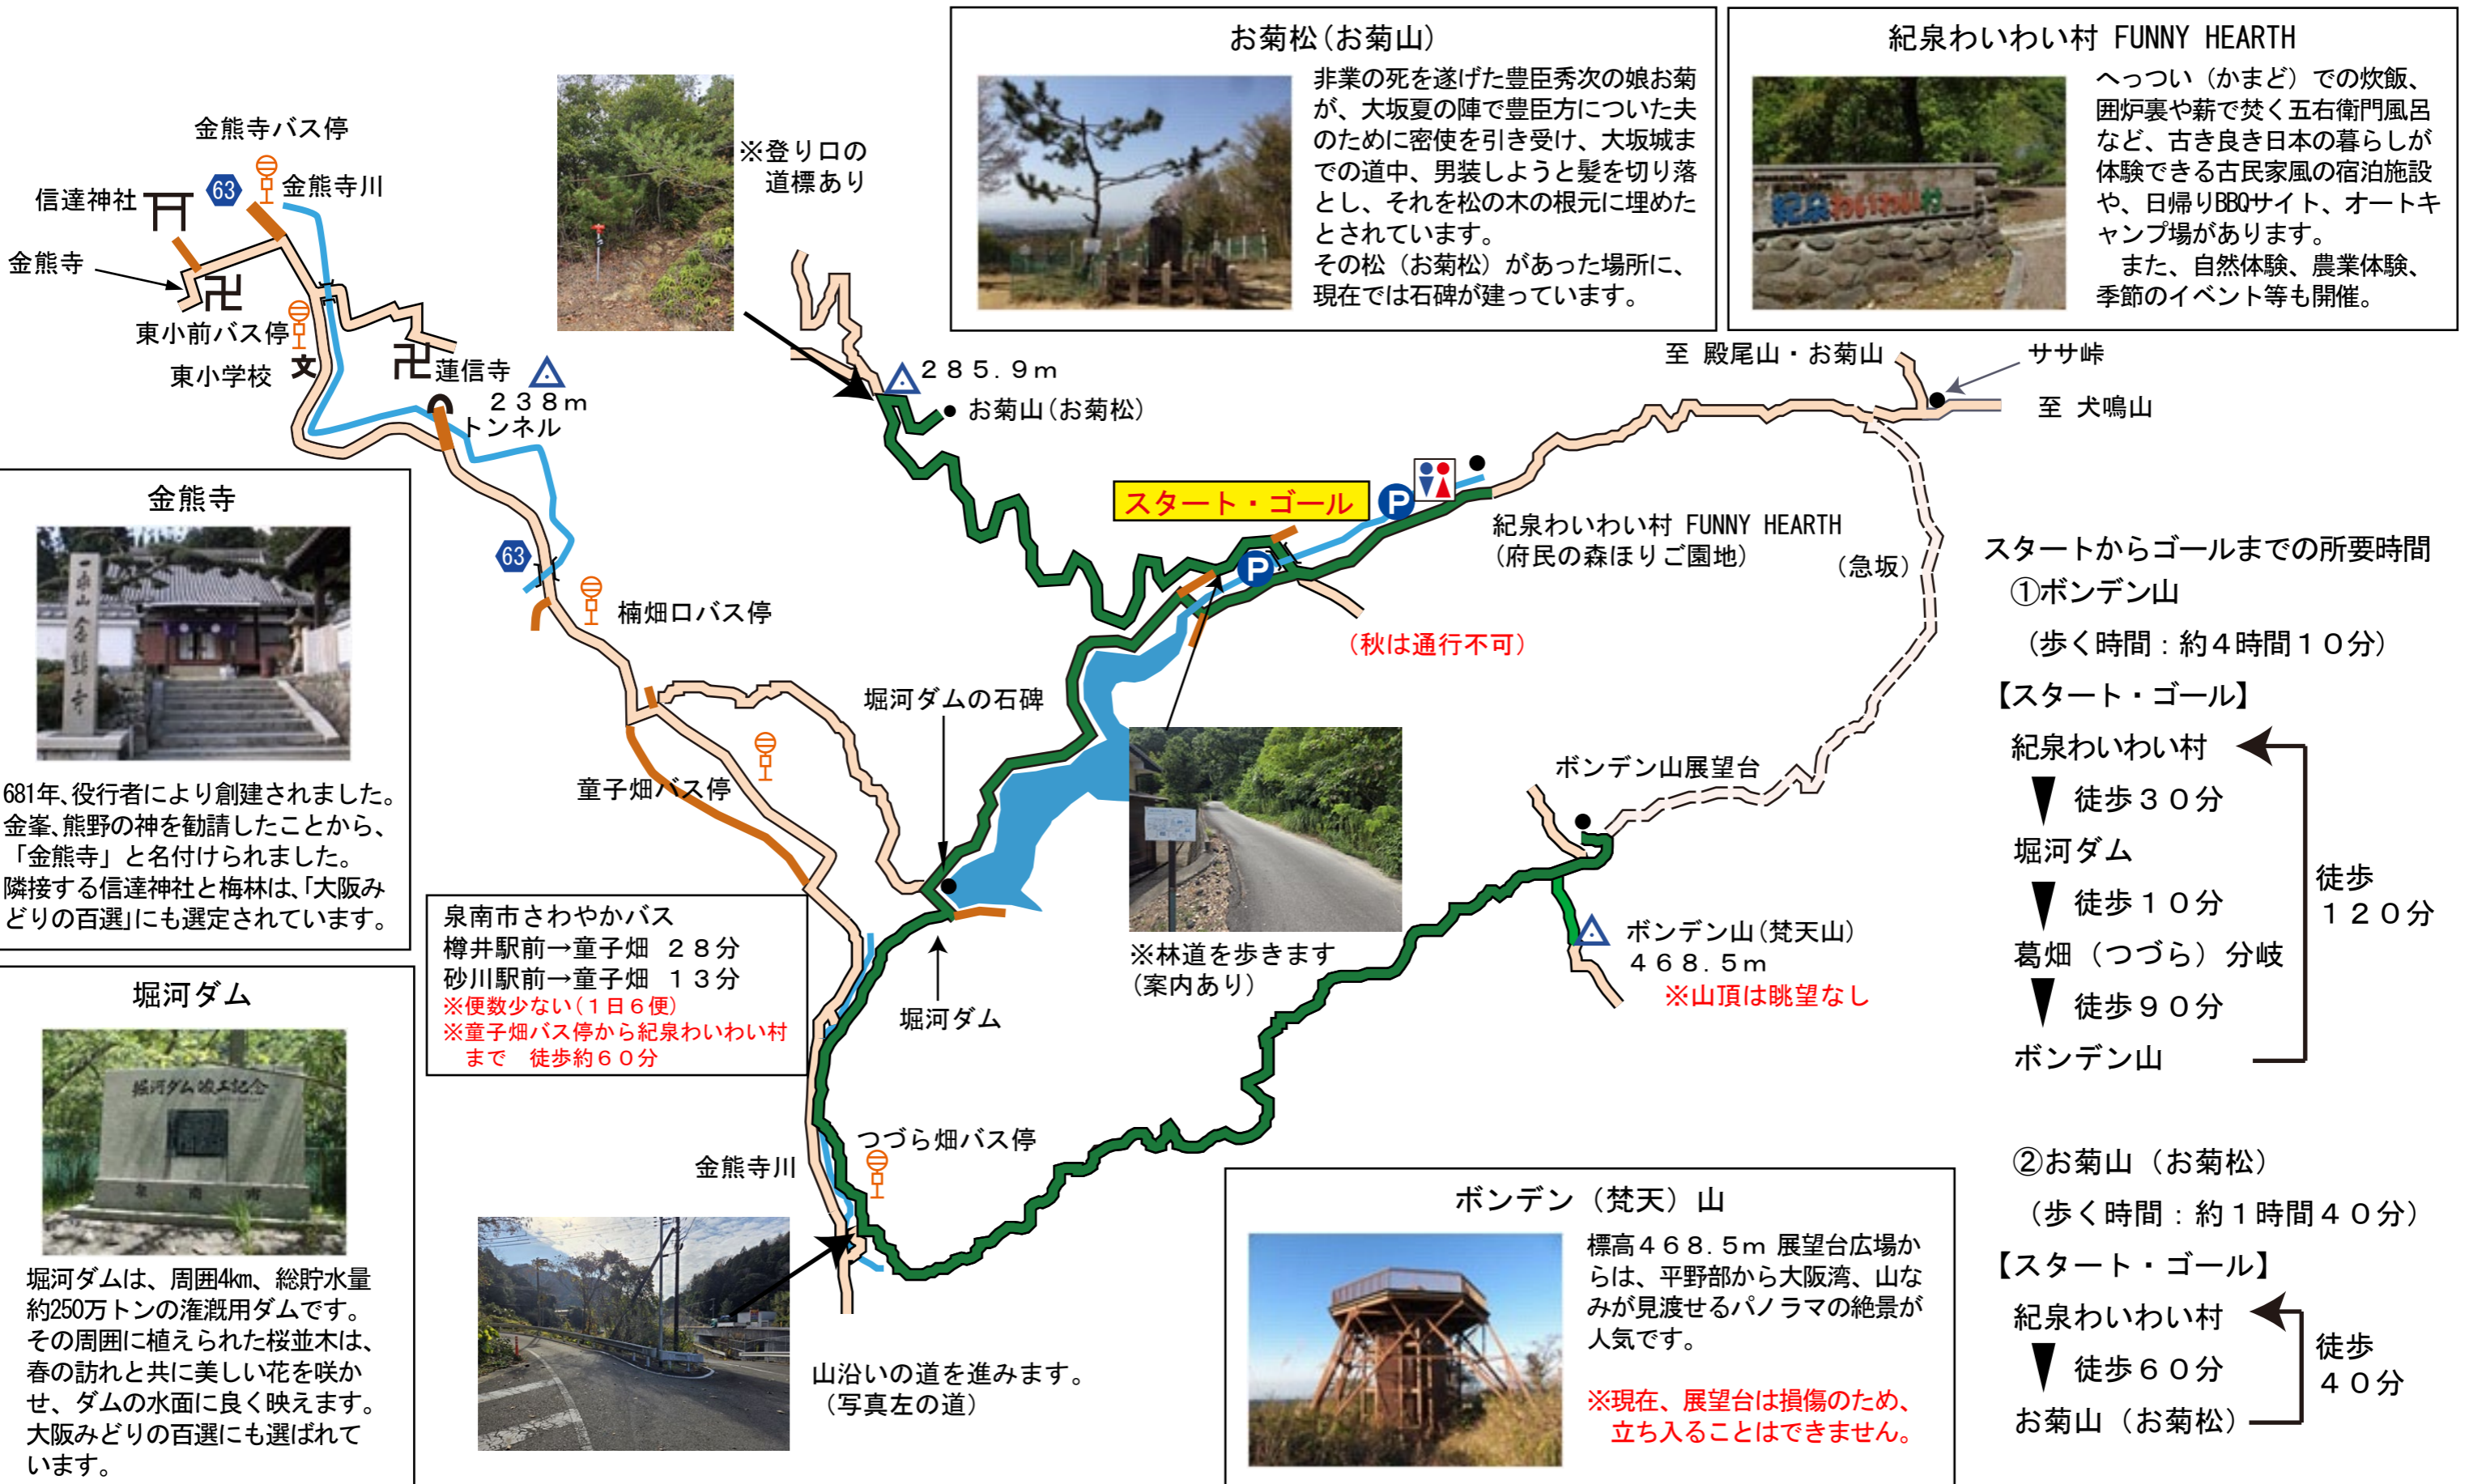 金熊寺バス停
63
金熊寺川
信達神社
金熊寺
東小前バス停
東小学校
文
蓮信寺
238m
トンネル
※登り口の
道標あり
お菊松(お菊山)
非業の死を遂げた豊臣秀次の娘お菊
が、大坂夏の陣で豊臣方についた夫
のために密使を引き受け、大坂城ま
での道中、男装しようと髪を切り落
とし、それを松の木の根元に埋めた
とされています。
その松（お菊松）があった場所に、
現在では石碑が建っています。
紀泉わいわい村 FUNNY HEARTH
紀泉わいわい村
へっつい（かまど）での炊飯、
囲炉裏や薪で焚く五右衛門風呂
など、古き良き日本の暮らしが
体験できる古民家風の宿泊施設
や、日帰りBBQサイト、オートキ
ャンプ場があります。
また、自然体験、農業体験、
季節のイベント等も開催。
285.9m
お菊山(お菊松)
至 殿尾山・お菊山
ササ峠
至 犬鳴山
スタート・ゴール
P
P
紀泉わいわい村 FUNNY HEARTH
(府民の森ほりご園地)
(急坂)
(秋は通行不可)
63
楠畑口バス停
童子畑バス停
堀河ダムの石碑
堀河ダム
※林道を歩きます
(案内あり)
ボンデン山展望台
ボンデン山(梵天山)
468.5m
※山頂は眺望なし
金熊寺
一乗山金熊寺
681年、役行者により創建されました。
金峯、熊野の神を勧請したことから、
「金熊寺」と名付けられました。
隣接する信達神社と梅林は、「大阪み
どりの百選」にも選定されています。
堀河ダム
堀河ダム竣工記念
泉南市
堀河ダムは、周囲4km、総貯水量
約250万トンの灌漑用ダムです。
その周囲に植えられた桜並木は、
春の訪れと共に美しい花を咲か
せ、ダムの水面に良く映えます。
大阪みどりの百選にも選ばれて
います。
泉南市さわやかバス
樽井駅前→童子畑 28分
砂川駅前→童子畑 13分
※便数少ない(1日6便)
※童子畑バス停から紀泉わいわい村
まで 徒歩約60分
つづら畑バス停
金熊寺川
山沿いの道を進みます。
（写真左の道）
ボンデン（梵天）山
標高468.5m 展望台広場か
らは、平野部から大阪湾、山な
みが見渡せるパノラマの絶景が
人気です。
※現在、展望台は損傷のため、
立ち入ることはできません。
スタートからゴールまでの所要時間
①ボンデン山
（歩く時間：約4時間10分）
【スタート・ゴール】
紀泉わいわい村
徒歩30分
堀河ダム
徒歩10分
葛畑（つづら）分岐
徒歩90分
ボンデン山
徒歩
120分
②お菊山（お菊松）
（歩く時間：約1時間40分）
【スタート・ゴール】
紀泉わいわい村
徒歩60分
お菊山（お菊松）
徒歩
40分